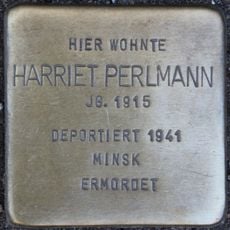 HIER WOHNTE
HARRIET PERLMANN
JG. 1915
DEPORTIERT 1941
MINSK
ERMORDET